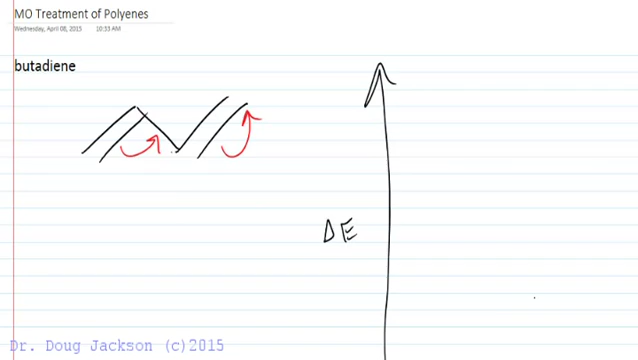 MO Treatment of Polyenes
Wednesday, April 08, 2015 10:33 AM
butadiene
ΔE
Dr. Doug Jackson (c)2015